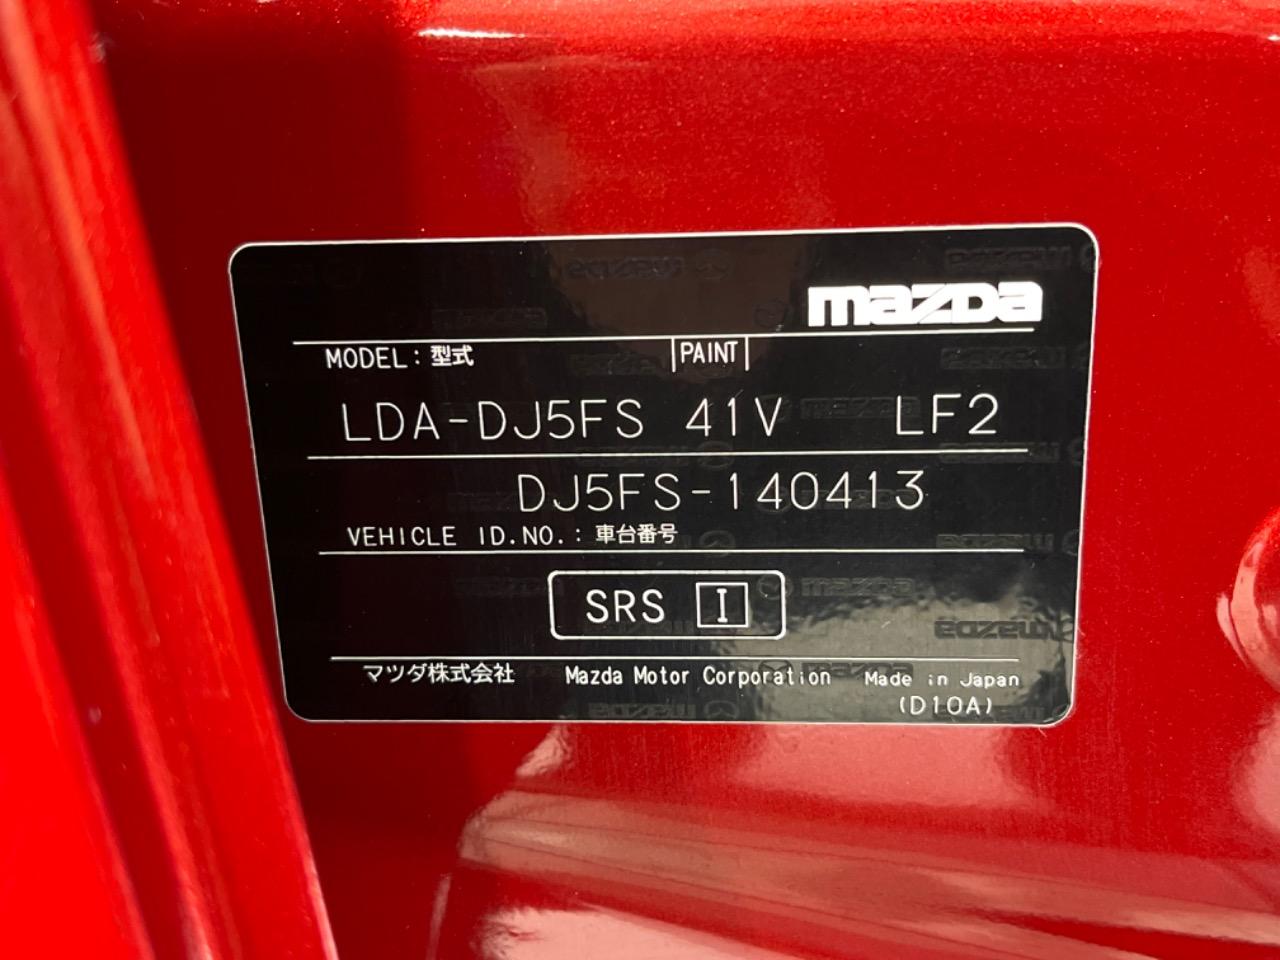 mazda
MODEL：型式 PAINT
LDA-DJ5FS 41V LF2
DJ5FS-140413
VEHICLE ID.NO.：車台番号
SRS I
マツダ株式会社 Mazda Motor Corporation Made in Japan
(D10A)